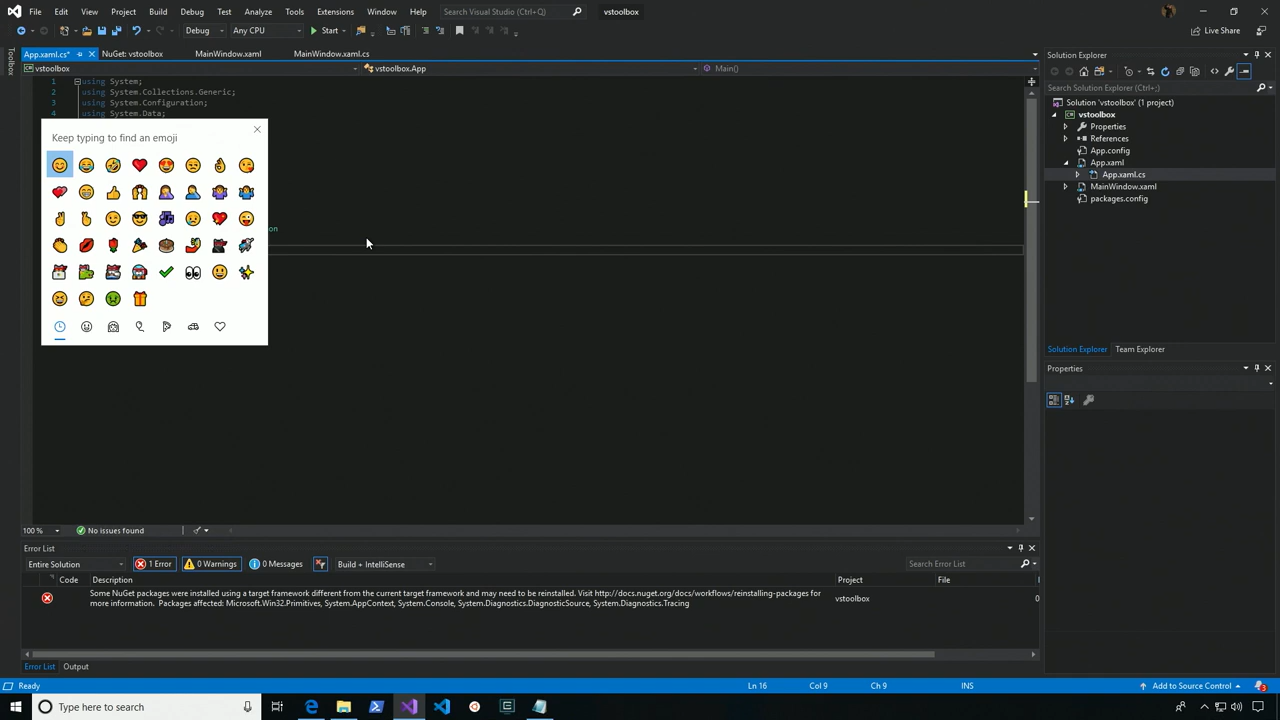 File Edit View Project Build Debug Test Analyze Tools Extensions Window Help Search Visual Studio vstoolbox
Debug Any CPU Start Live Share
App.xaml.cs* NuGet: vstoolbox MainWindow.xaml MainWindow.xaml.cs
vstoolbox vstoolbox.App Main()
Toolbox
1 using System;
2 using System.Collections.Generic;
3 using System.Configuration;
4 using System.Data;
on
Keep typing to find an emoji
100 % No issues found
Solution Explorer
Search Solution Explorer (Ctrl+;)
Solution 'vstoolbox' (1 project)
vstoolbox
Properties
References
App.config
App.xaml
App.xaml.cs
MainWindow.xaml
packages.config
Solution Explorer Team Explorer
Properties
Error List
Entire Solution 1 Error 0 Warnings 0 Messages Build + IntelliSense Search Error List
Code Description Project File
Some NuGet packages were installed using a target framework different from the current target framework and may need to be reinstalled. Visit http://docs.nuget.org/docs/workflows/reinstalling-packages for
more information. Packages affected: Microsoft.Win32.Primitives, System.AppContext, System.Console, System.Diagnostics.DiagnosticSource, System.Diagnostics.Tracing
vstoolbox
Error List Output
Ready Ln 16 Col 9 Ch 9 INS Add to Source Control 3
Type here to search